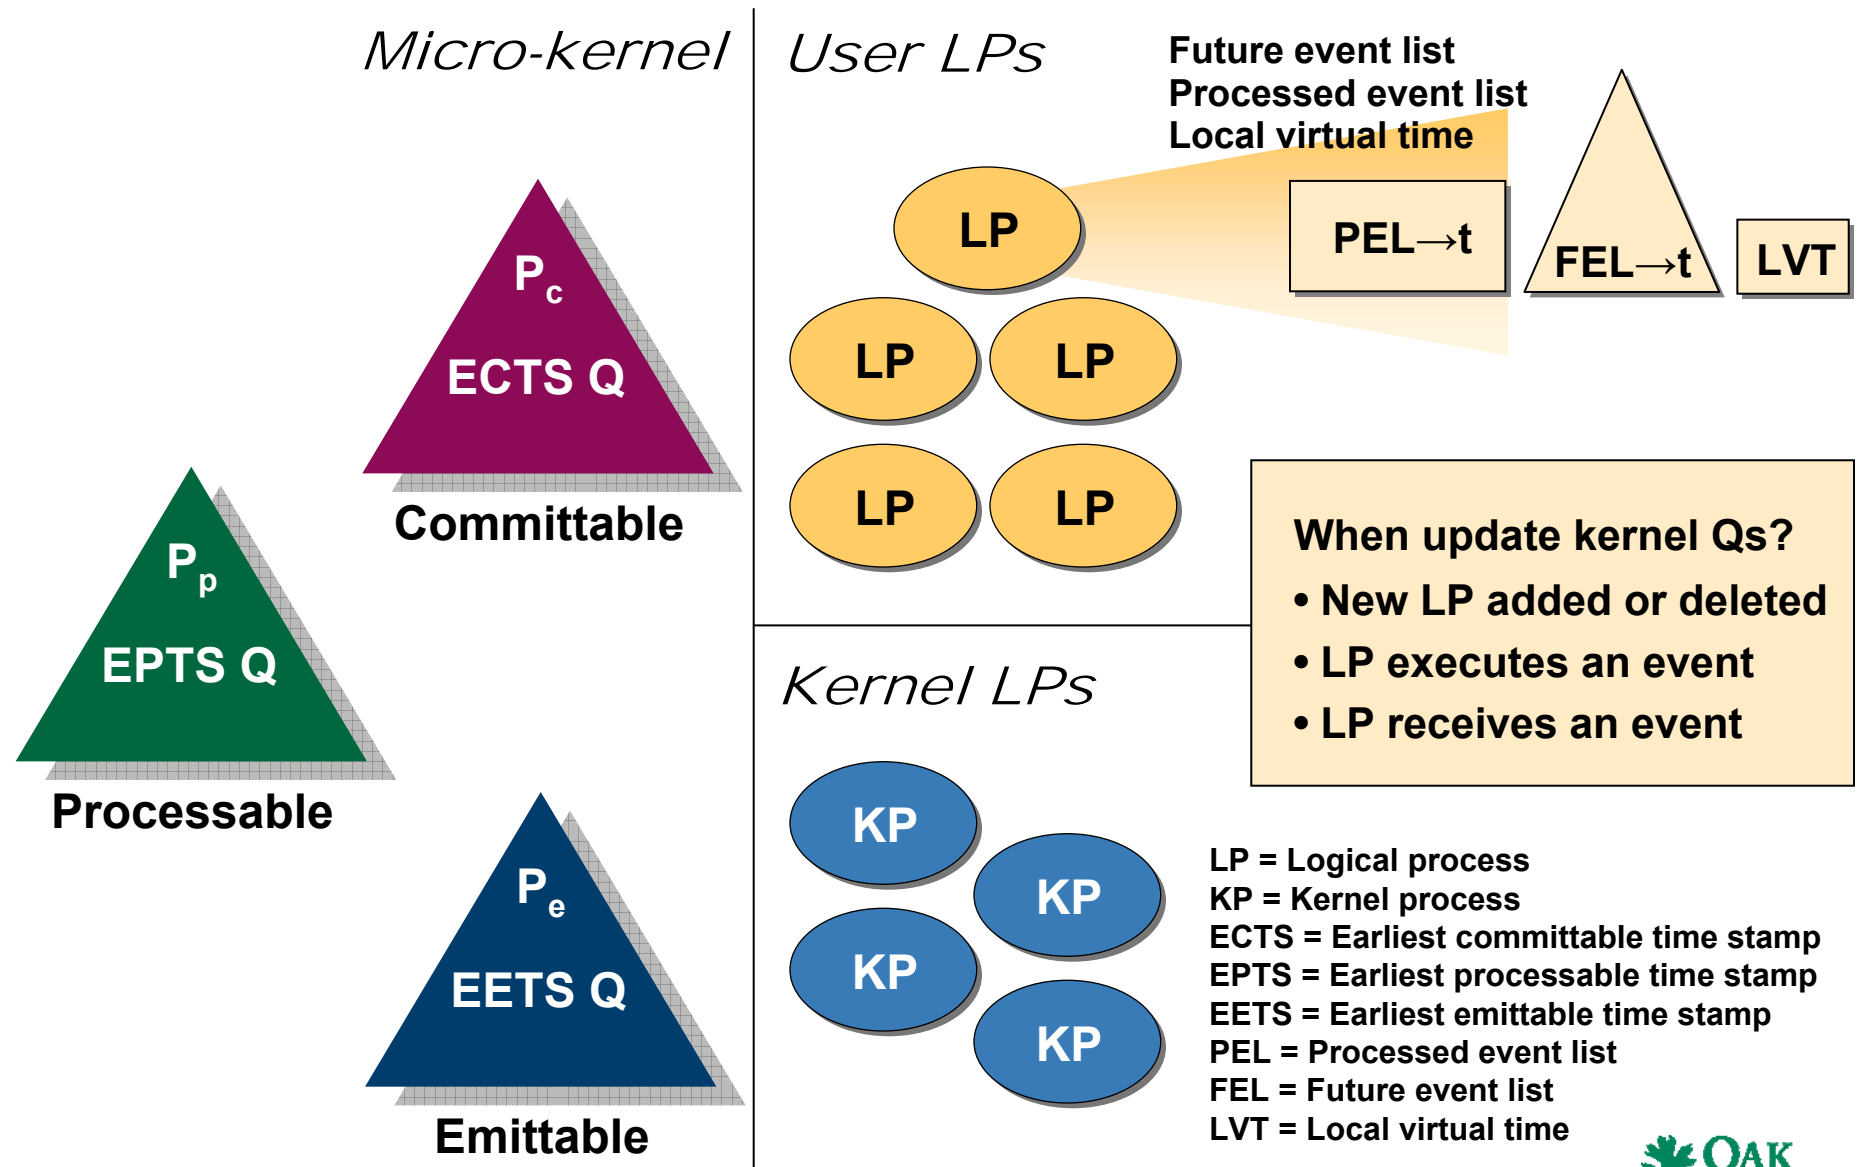 Micro-kernel
P c
ECTS Q
Committable
P p
EPTS Q
Processable
P e
EETS Q
Emittable
User LPs
Future event list
Processed event list
Local virtual time
LP
PEL→t
FEL→t
LVT
LP
LP
LP
LP
When update kernel Qs?
• New LP added or deleted
• LP executes an event
• LP receives an event
Kernel LPs
KP
KP
KP
KP
LP = Logical process
KP = Kernel process
ECTS = Earliest committable time stamp
EPTS = Earliest processable time stamp
EETS = Earliest emittable time stamp
PEL = Processed event list
FEL = Future event list
LVT = Local virtual time
OAK